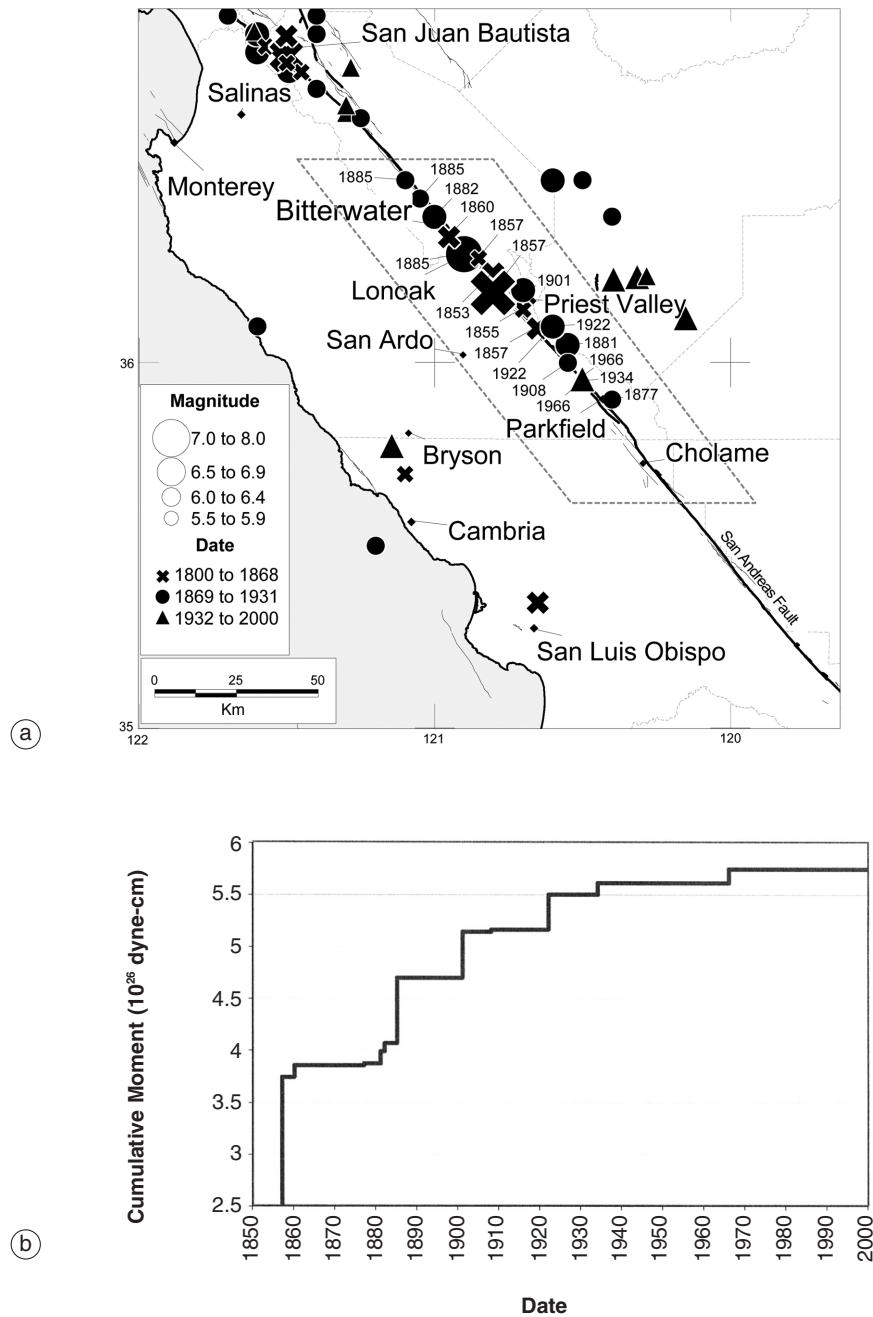 San Juan Bautista
Salinas
Monterey
1885
1885
1882
Bitterwater
1860
1857
1857
1885
Lonoak
1901
1853
Priest Valley
1855
San Ardo
1922
1857
1881
1922
1966
36
1908
1934
1966
1877
Parkfield
Cholame
Bryson
Cambria
San Andreas Fault
San Luis Obispo
Magnitude
7.0 to 8.0
6.5 to 6.9
6.0 to 6.4
5.5 to 5.9
Date
1800 to 1868
1869 to 1931
1932 to 2000
0 25 50
Km
35
122 121 120
a
Cumulative Moment (10²⁶ dyne-cm)
6
5.5
5
4.5
4
3.5
3
2.5
1850 1860 1870 1880 1890 1900 1910 1920 1930 1940 1950 1960 1970 1980 1990 2000
Date
b